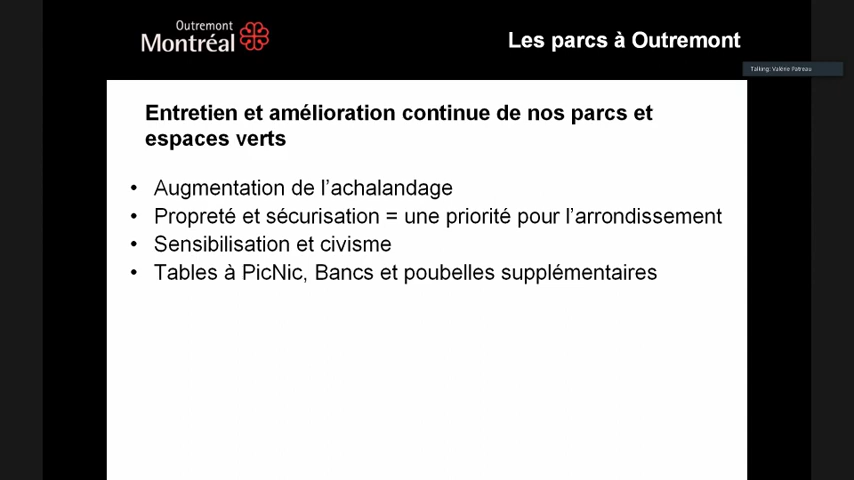 Outremont
Montréal
Les parcs à Outremont
Talking: Valérie Patreau
Entretien et amélioration continue de nos parcs et
espaces verts
• Augmentation de l'achalandage
• Propreté et sécurisation = une priorité pour l'arrondissement
• Sensibilisation et civisme
• Tables à PicNic, Bancs et poubelles supplémentaires